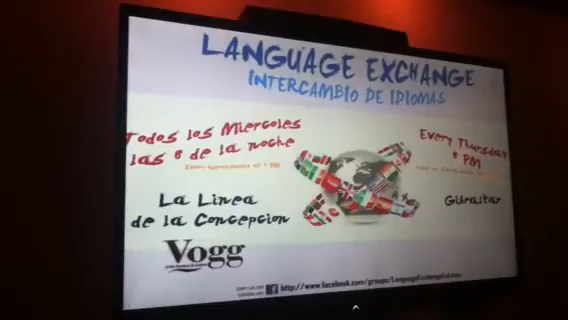 LANGUAGE EXCHANGE
INTERCAMBIO DE IDIOMAS
Todos los Miercoles
las 8 de la noche
Every Thursday
8 PM
La Linea
de la Concepcion
Gibraltar
Vogg
http://www.facebook.com/groups/